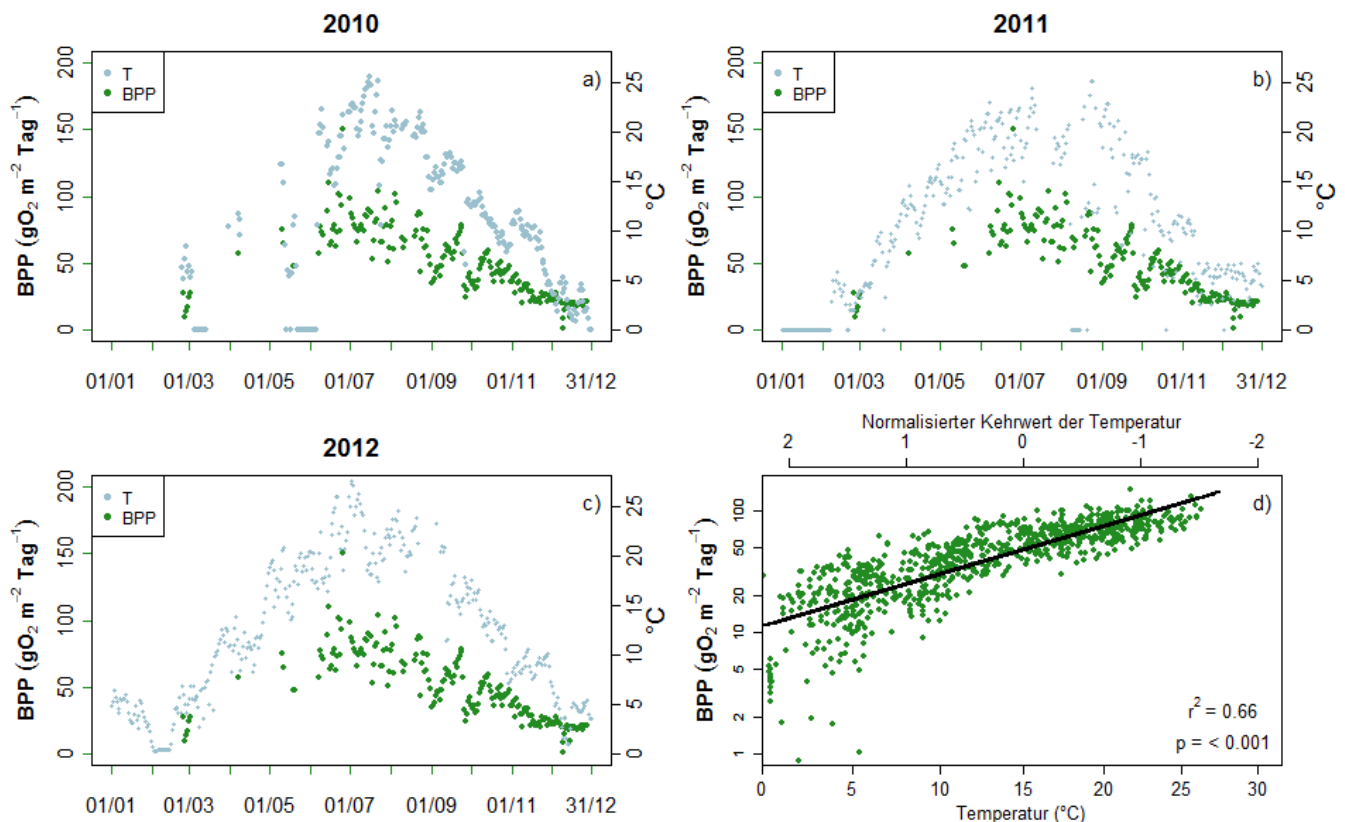 2010
T
BPP
a)
BPP (gO₂ m⁻² Tag⁻¹)
0 50 100 150 200
°C
0 5 10 15 20 25
01/01 01/03 01/05 01/07 01/09 01/11 31/12
2011
T
BPP
b)
BPP (gO₂ m⁻² Tag⁻¹)
0 50 100 150 200
°C
0 5 10 15 20 25
01/01 01/03 01/05 01/07 01/09 01/11 31/12
2012
T
BPP
c)
BPP (gO₂ m⁻² Tag⁻¹)
0 50 100 150 200
°C
0 5 10 15 20 25
01/01 01/03 01/05 01/07 01/09 01/11 31/12
Normalisierter Kehrwert der Temperatur
2 1 0 -1 -2
d)
BPP (gO₂ m⁻² Tag⁻¹)
1 2 5 10 20 50 100
r² = 0.66
p = < 0.001
0 5 10 15 20 25 30
Temperatur (°C)